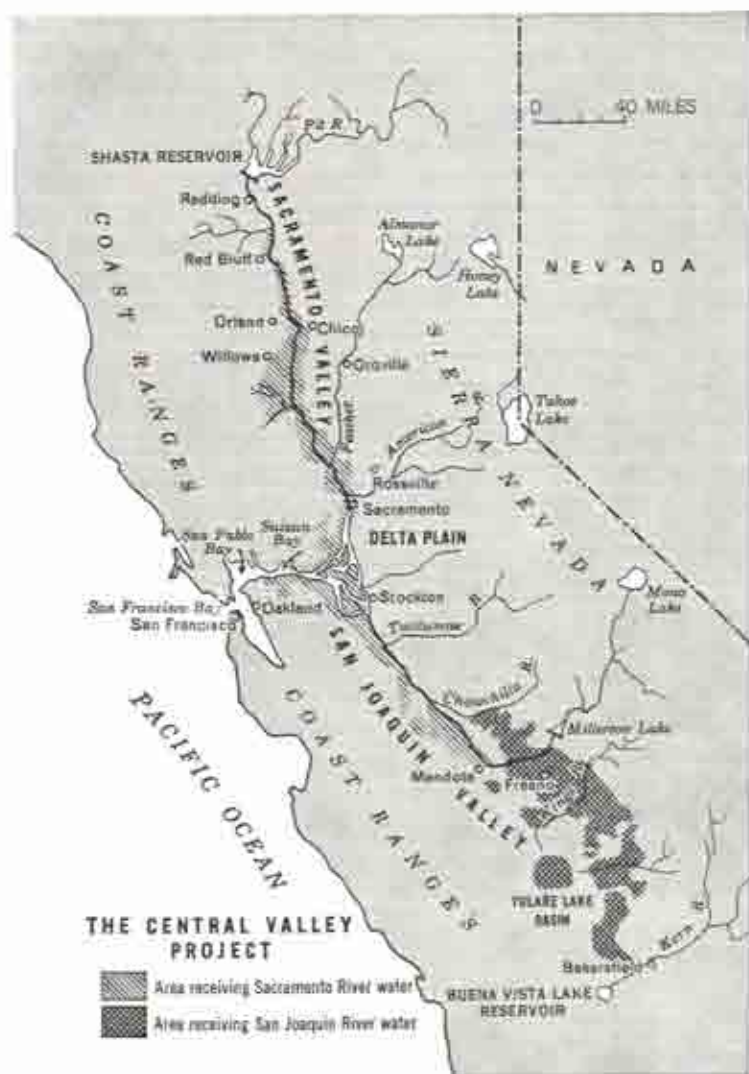 0 40 MILES
Pit R
SHASTA RESERVOIR
Redding
SACRAMENTO VALLEY
COAST RANGES
Almanor
Lake
Honey
Lake
NEVADA
Red Bluff
Orland
Chico
Willows
Oroville
SIERRA NEVADA
Tahoe
Lake
Feather
American R
Roseville
Sacramento
San Pablo
Bay
Suisun
Bay
DELTA PLAIN
San Francisco Bay
San Francisco
Oakland
Stockton
Mono
Lake
Tuolumne R
SAN JOAQUIN VALLEY
Chowchilla R
Millerton Lake
PACIFIC OCEAN
COAST RANGES
Mendota
Fresno
TULARE LAKE
BASIN
Kern R
Bakersfield
BUENA VISTA LAKE
RESERVOIR
THE CENTRAL VALLEY
PROJECT
Area receiving Sacramento River water
Area receiving San Joaquin River water